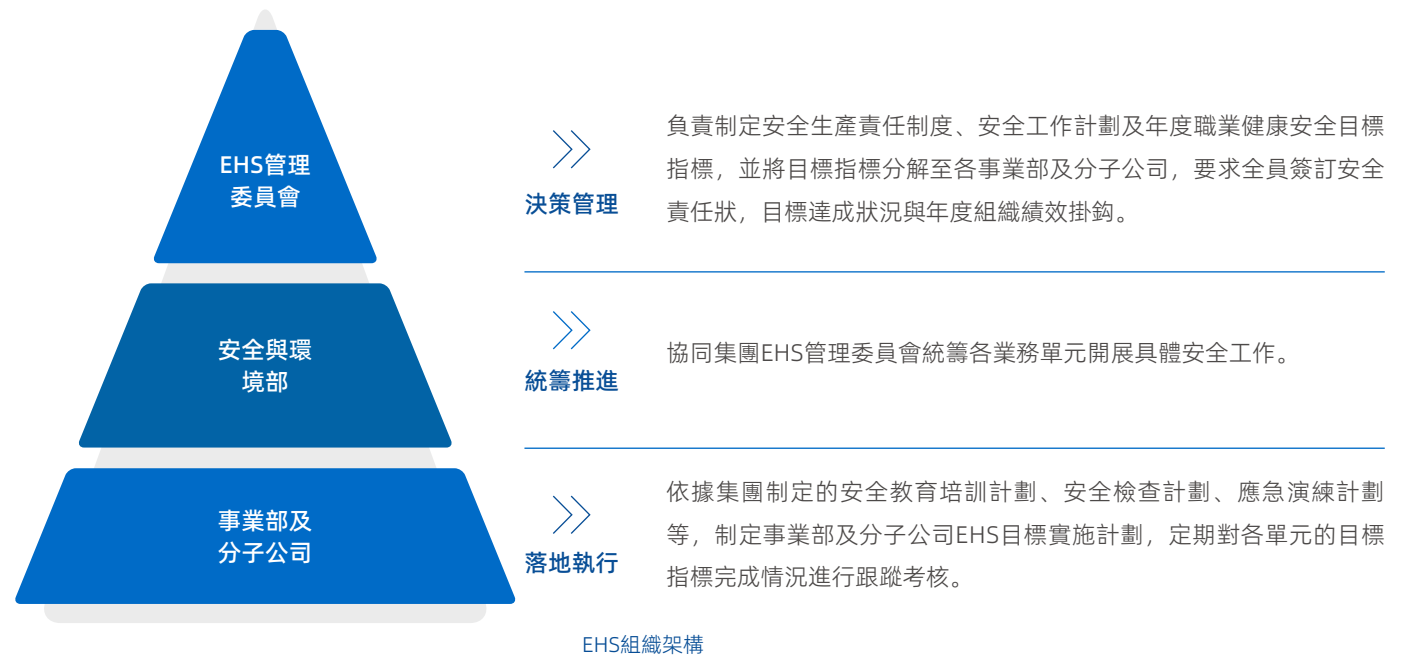 EHS管理
委員會
決策管理
負責制定安全生產責任制度、安全工作計劃及年度職業健康安全目標
指標，並將目標指標分解至各事業部及分子公司，要求全員簽訂安全
責任狀，目標達成狀況與年度組織績效掛鈎。
安全與環
境部
統籌推進
協同集團EHS管理委員會統籌各業務單元開展具體安全工作。
事業部及
分子公司
落地執行
依據集團制定的安全教育培訓計劃、安全檢查計劃、應急演練計劃
等，制定事業部及分子公司EHS目標實施計劃，定期對各單元的目標
指標完成情況進行跟蹤考核。
EHS組織架構